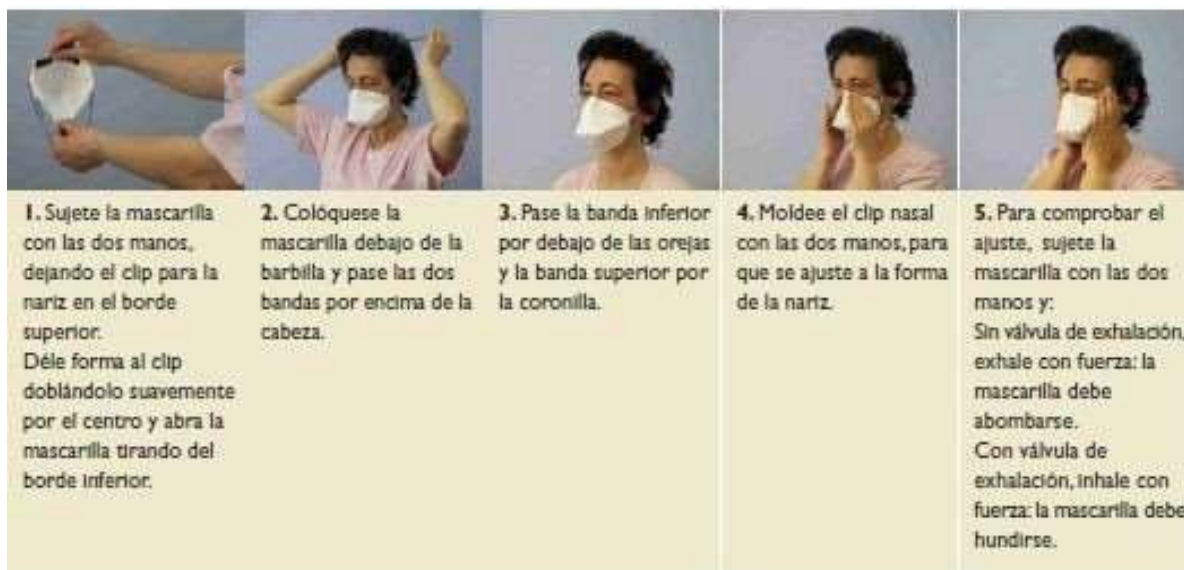 1. Sujete la mascarilla
con las dos manos,
dejando el clip para la
nariz en el borde
superior.
Déle forma al clip
doblándolo suavemente
por el centro y abra la
mascarilla tirando del
borde inferior.
2. Colóquese la
mascarilla debajo de la
barbilla y pase las dos
bandas por encima de la
cabeza.
3. Pase la banda inferior
por debajo de las orejas
y la banda superior por
la coronilla.
4. Moldee el clip nasal
con las dos manos, para
que se ajuste a la forma
de la nariz.
5. Para comprobar el
ajuste, sujete la
mascarilla con las dos
manos y:
Sin válvula de exhalación,
exhale con fuerza: la
mascarilla debe
abombarse.
Con válvula de
exhalación, inhale con
fuerza: la mascarilla debe
hundirse.